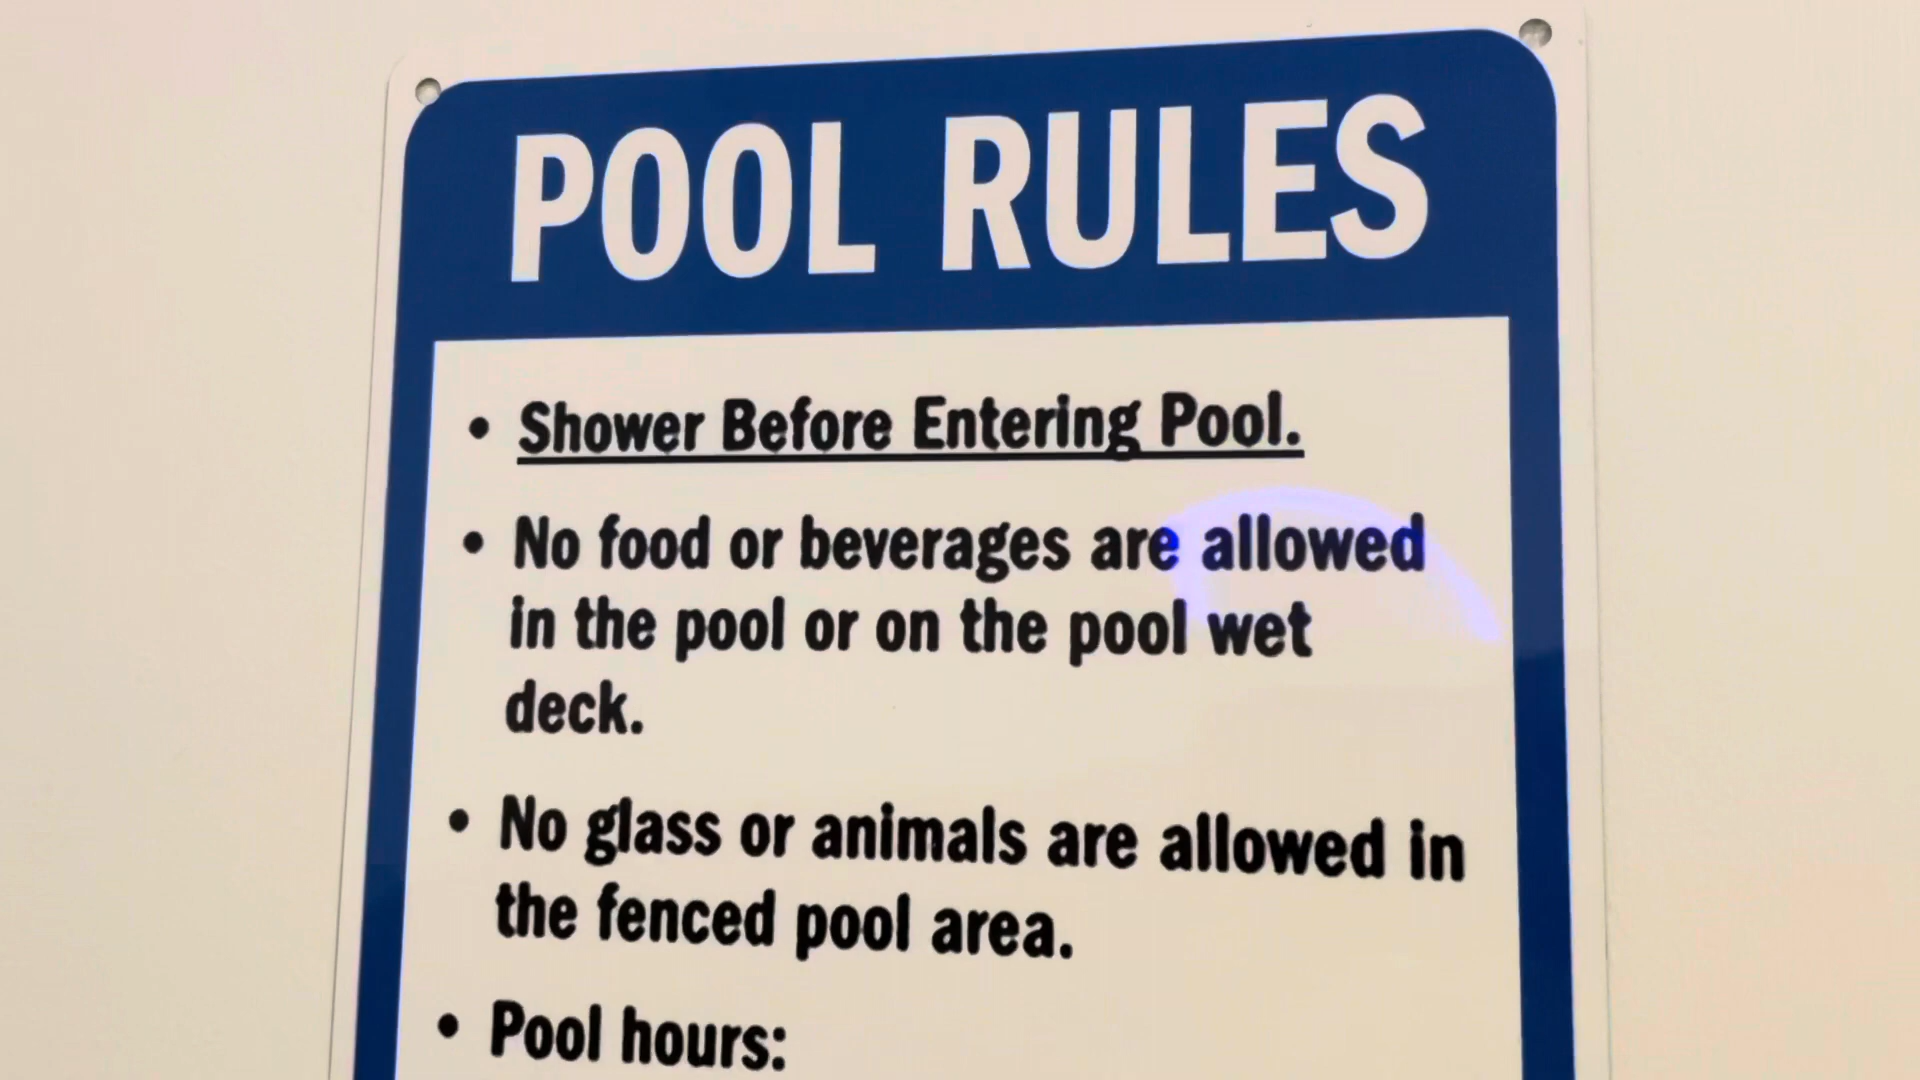 POOL RULES
• Shower Before Entering Pool.
• No food or beverages are allowed
in the pool or on the pool wet
deck.
• No glass or animals are allowed in
the fenced pool area.
• Pool hours: